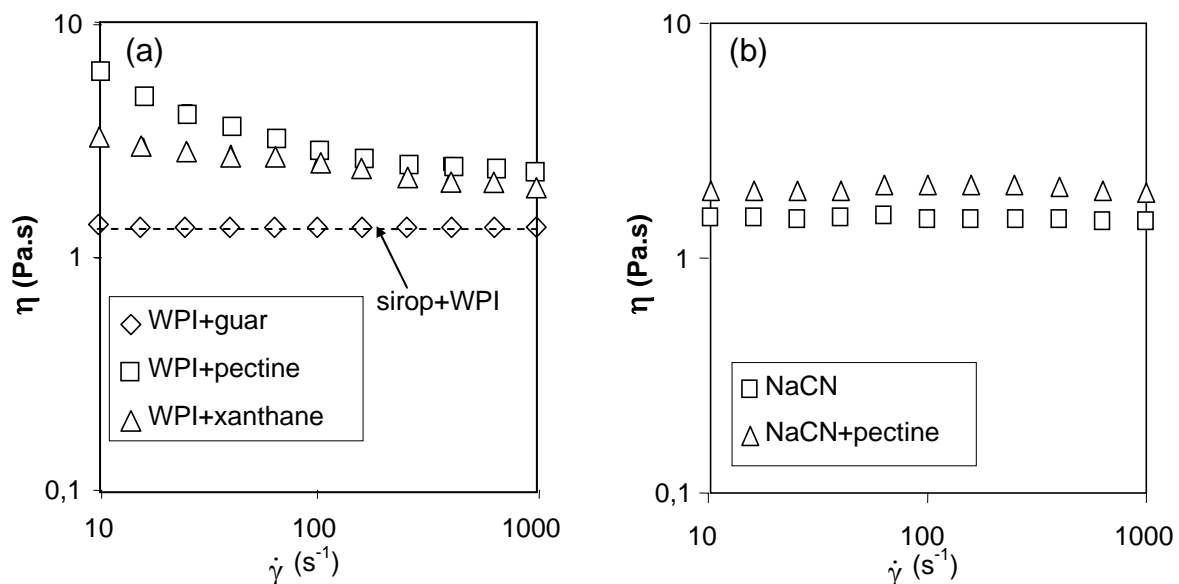 (a)
10
1
0,1
η (Pa.s)
sirop+WPI
WPI+guar
WPI+pectine
WPI+xanthane
10 100 1000
γ̇ (s⁻¹)
(b)
10
1
0,1
η (Pa.s)
NaCN
NaCN+pectine
10 100 1000
γ̇ (s⁻¹)